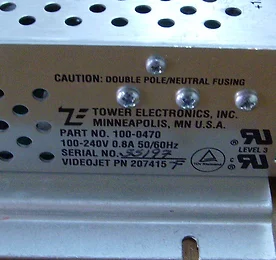 CAUTION: DOUBLE POLE/NEUTRAL FUSING
TOWER ELECTRONICS, INC.
MINNEAPOLIS, MN U.S.A.
PART NO. 100-0470
100-240V 0.8A 50/60Hz
LEVEL 3
SERIAL NO. 35197
VIDEOJET PN 207415